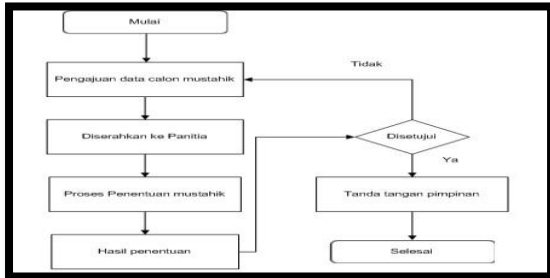 Mulai
Pengajuan data calon mustahik
Diserahkan ke Panitia
Proses Penentuan mustahik
Hasil penentuan
Tidak
Disetujui
Ya
Tanda tangan pimpinan
Selesai